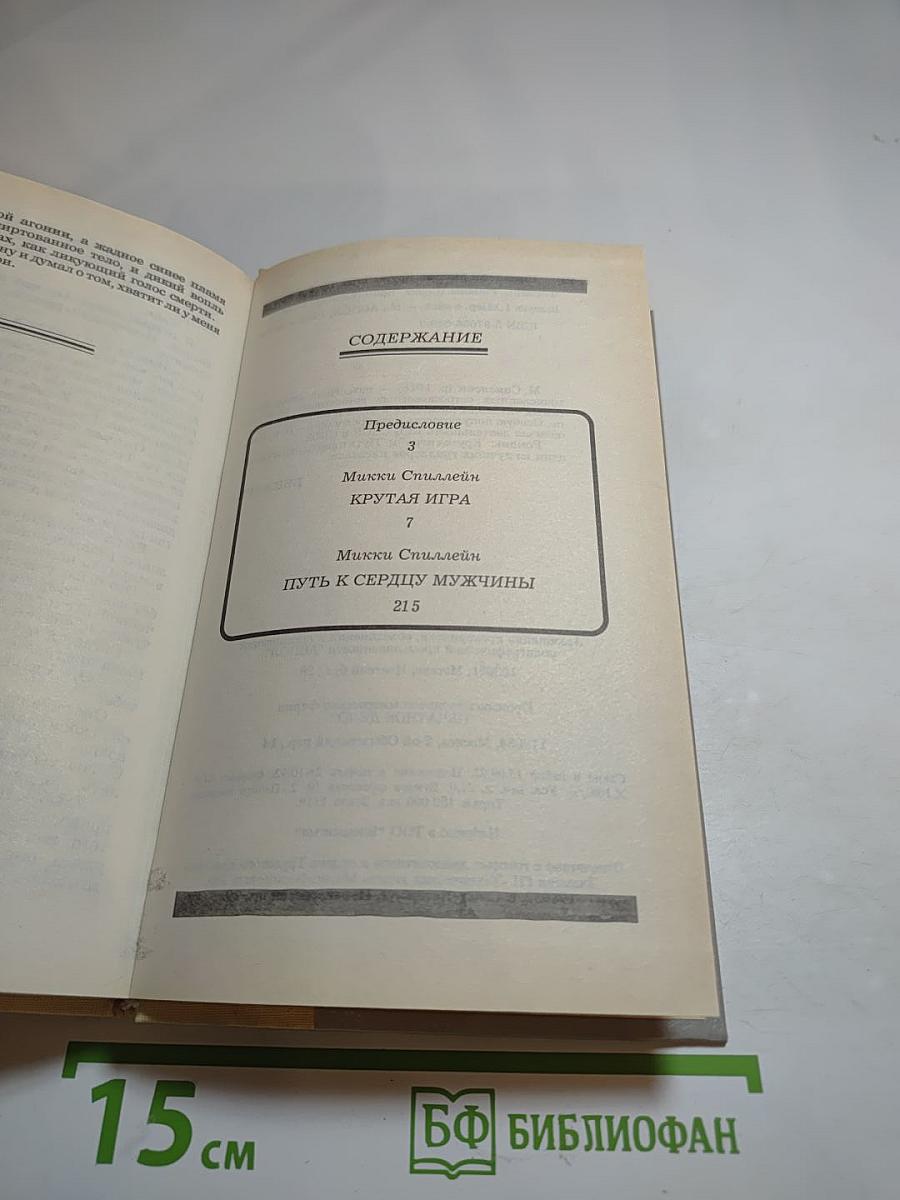 ой агонии, а жадное синее пламя
иртованное тело, и дикий вопль
ах, как ликующий голос смерти.
ну и думал о том, хватит ли у меня
он.
СОДЕРЖАНИЕ
Предисловие
3
Микки Спиллейн
КРУТАЯ ИГРА
7
Микки Спиллейн
ПУТЬ К СЕРДЦУ МУЖЧИНЫ
215
15 см
БФ БИБЛИОФАН